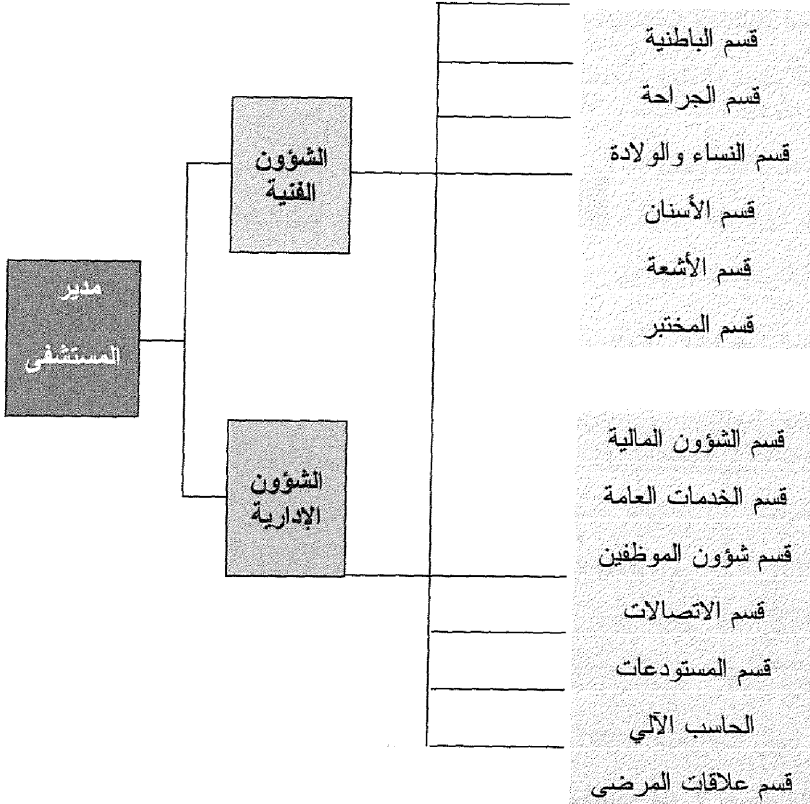 مدير
المستشفى
الشؤون
الفنية
الشؤون
الإدارية
قسم الباطنية
قسم الجراحة
قسم النساء والولادة
قسم الأسنان
قسم الأشعة
قسم المختبر
قسم الشؤون المالية
قسم الخدمات العامة
قسم شؤون الموظفين
قسم الاتصالات
قسم المستودعات
الحاسب الآلي
قسم علاقات المرضى